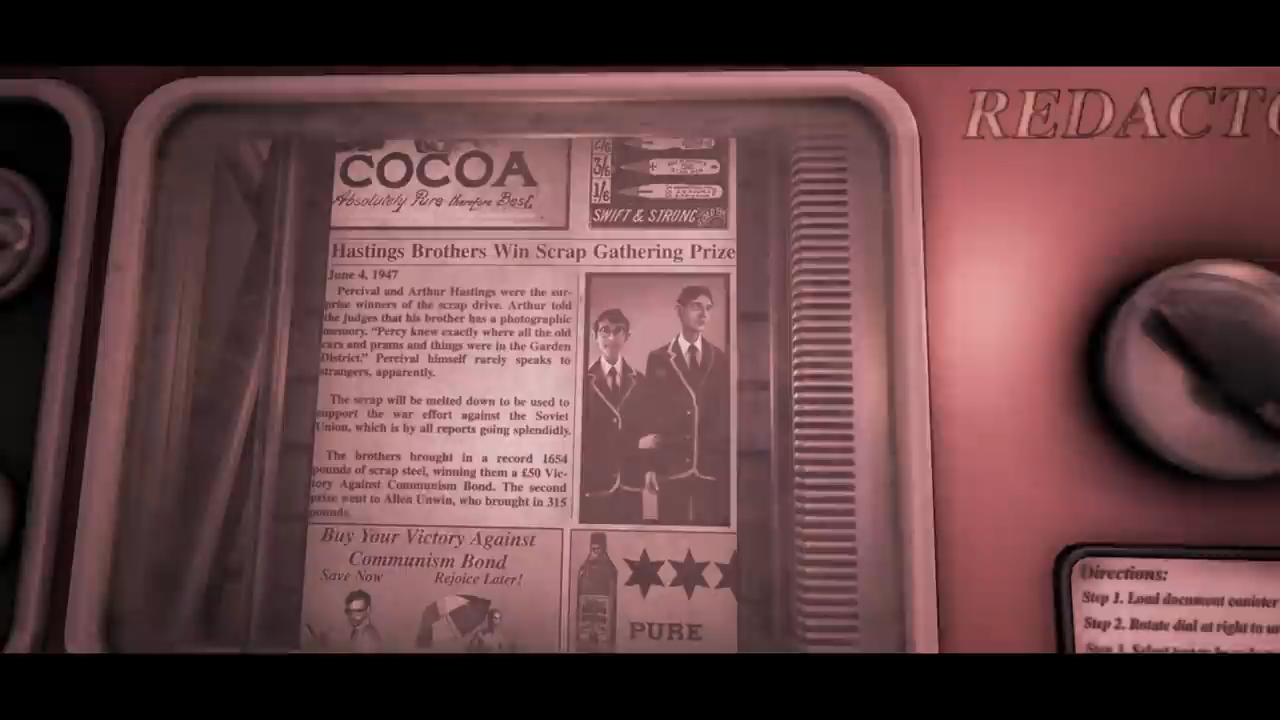 REDACTO
COCOA
Absolutely Pure therefore Best.
3/6
1/6
SWIFT & STRONG
Hastings Brothers Win Scrap Gathering Prize
June 4, 1947
Percival and Arthur Hastings were the sur-
prise winners of the scrap drive. Arthur told
the judges that his brother has a photographic
memory. "Percy knew exactly where all the old
cars and prams and things were in the Garden
District." Percival himself rarely speaks to
strangers, apparently.
The scrap will be melted down to be used to
support the war effort against the Soviet
Union, which is by all reports going splendidly.
The brothers brought in a record 1654
pounds of scrap steel, winning them a £50 Vic-
tory Against Communism Bond. The second
prize went to Allen Unwin, who brought in 315
pounds.
Buy Your Victory Against
Communism Bond
Save Now
Rejoice Later!
PURE
Directions:
Step 1. Load document canister
Step 2. Rotate dial at right to